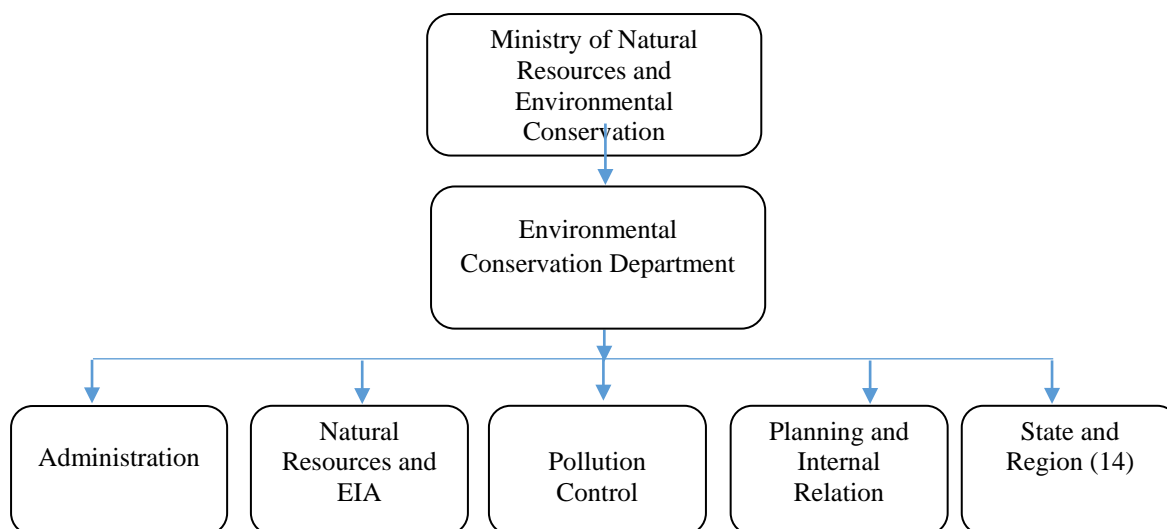 Ministry of Natural
Resources and
Environmental
Conservation
Environmental
Conservation Department
Administration
Natural
Resources and
EIA
Pollution
Control
Planning and
Internal
Relation
State and
Region (14)